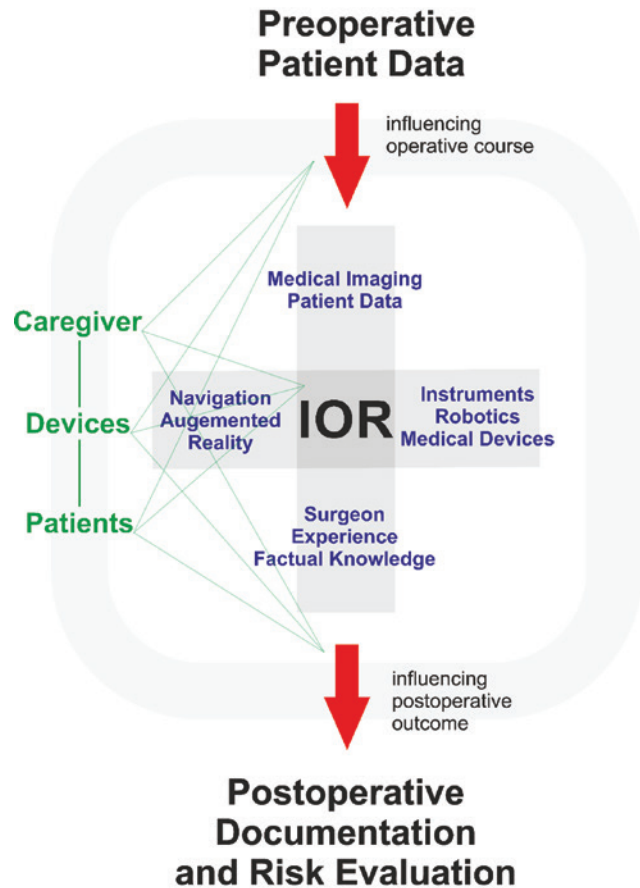 Preoperative
Patient Data
influencing
operative course
Medical Imaging
Patient Data
Caregiver
Devices
Patients
Navigation
Augemented
Reality
IOR
Instruments
Robotics
Medical Devices
Surgeon
Experience
Factual Knowledge
influencing
postoperative
outcome
Postoperative
Documentation
and Risk Evaluation